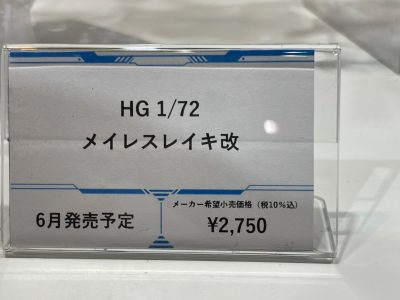 HG 1/72
メイレスレイキ改
6月発売予定
メーカー希望小売価格（税10%込）
¥2,750